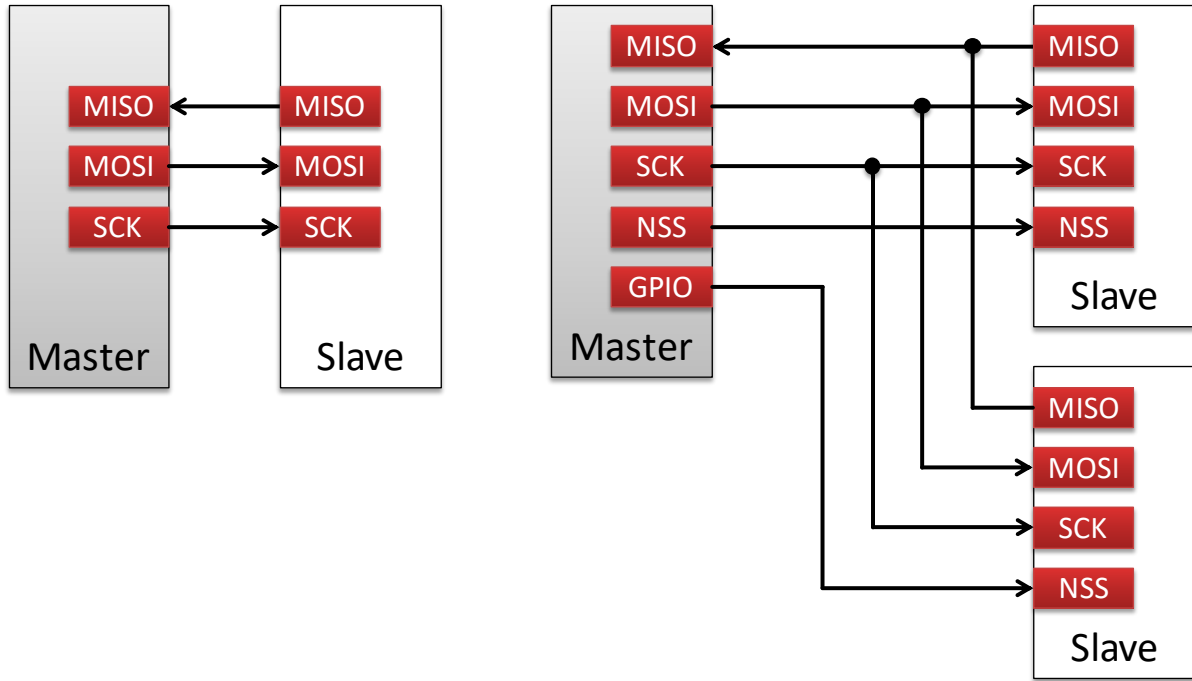 MISO
MISO
MOSI
MOSI
SCK
SCK
Master
Slave
MISO
MOSI
SCK
NSS
GPIO
Master
MISO
MOSI
SCK
NSS
Slave
MISO
MOSI
SCK
NSS
Slave